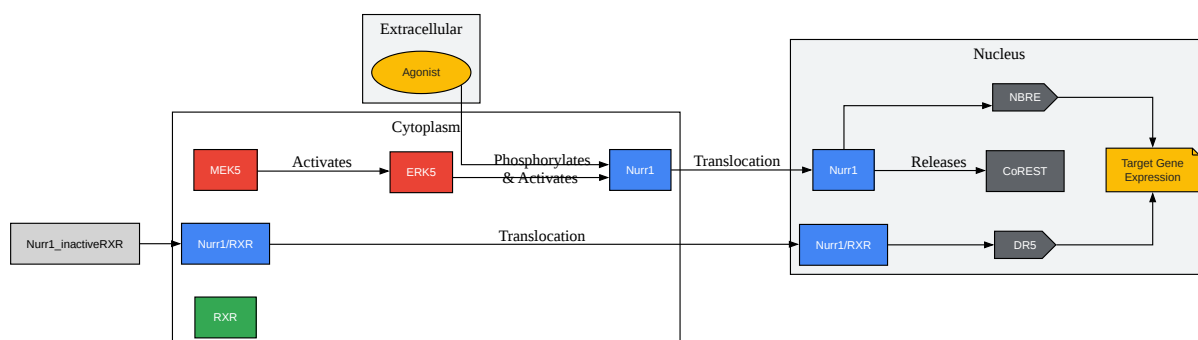 Extracellular
Agonist
Nucleus
NBRE
Cytoplasm
MEK5
Activates
ERK5
Phosphorylates
& Activates
Nurr1
Translocation
Nurr1
Releases
CoREST
Target Gene
Expression
Nurr1_inactiveRXR
Nurr1/RXR
Translocation
Nurr1/RXR
DR5
RXR